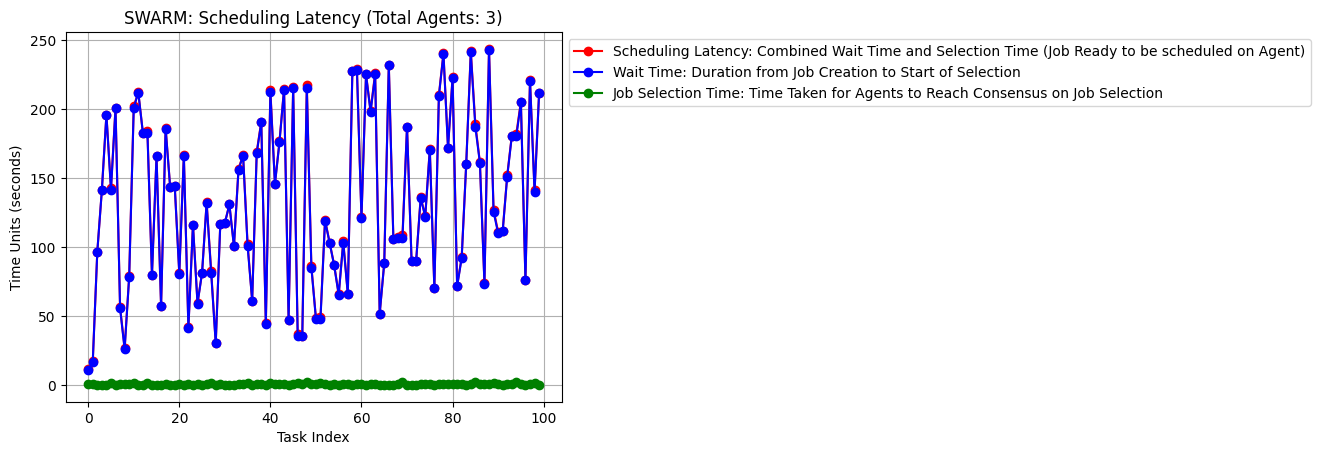 SWARM: Scheduling Latency (Total Agents: 3)
Scheduling Latency: Combined Wait Time and Selection Time (Job Ready to be scheduled on Agent)
Wait Time: Duration from Job Creation to Start of Selection
Job Selection Time: Time Taken for Agents to Reach Consensus on Job Selection
Time Units (seconds)
250
200
150
100
50
0
0 20 40 60 80 100
Task Index